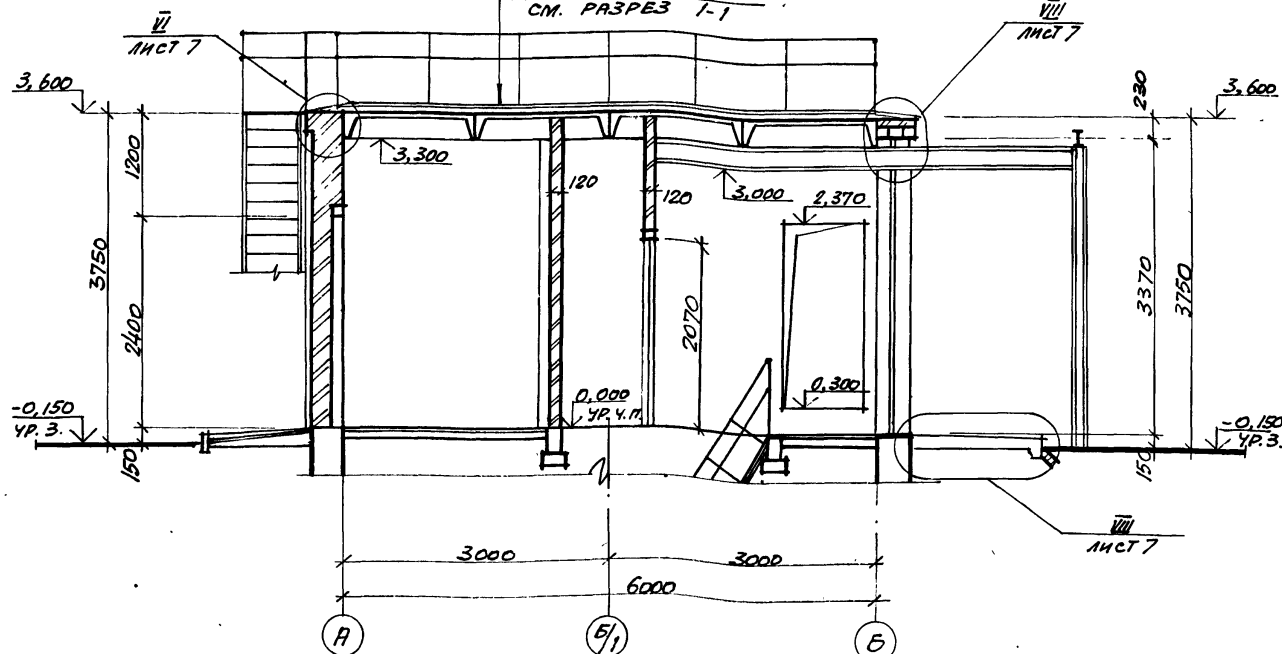 СМ. РАЗРЕЗ 1-1
VI
ЛИСТ 7
VIII
ЛИСТ 7
3,600
3,600
230
1200
3,300
120
120
3,000
2,370
3750
2400
2070
3370
3750
0,300
0,000
УР. Ч.П.
-0,150
УР. З.
-0,150
УР. З.
150
150
VIII
ЛИСТ 7
3000
3000
6000
А
Б/1
Б